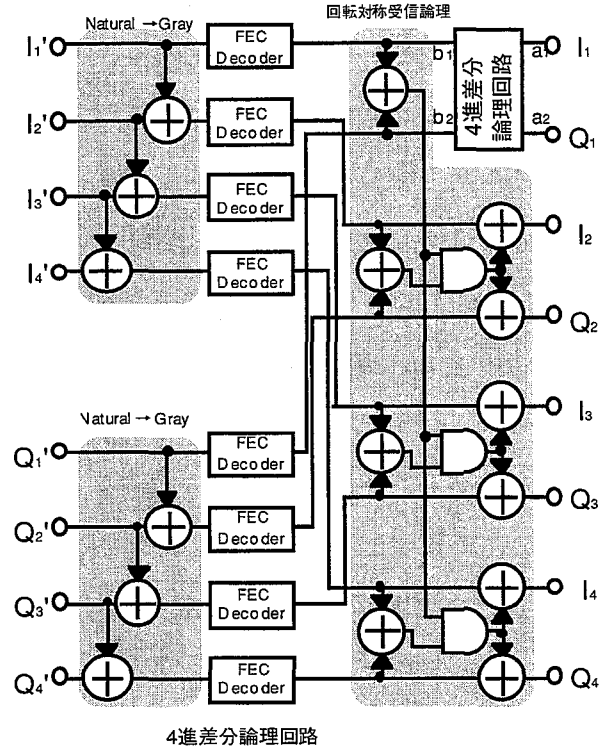 回転対称受信論理
Natural → Gray
I1'
FEC
Decoder
b1
4進差分
論理回路
a1
I1
I2'
FEC
Decoder
b2
a2
Q1
I3'
FEC
Decoder
I2
I4'
FEC
Decoder
Q2
Natural → Gray
I3
Q1'
FEC
Decoder
Q3
Q2'
FEC
Decoder
Q3'
FEC
Decoder
I4
Q4'
FEC
Decoder
Q4
4進差分論理回路